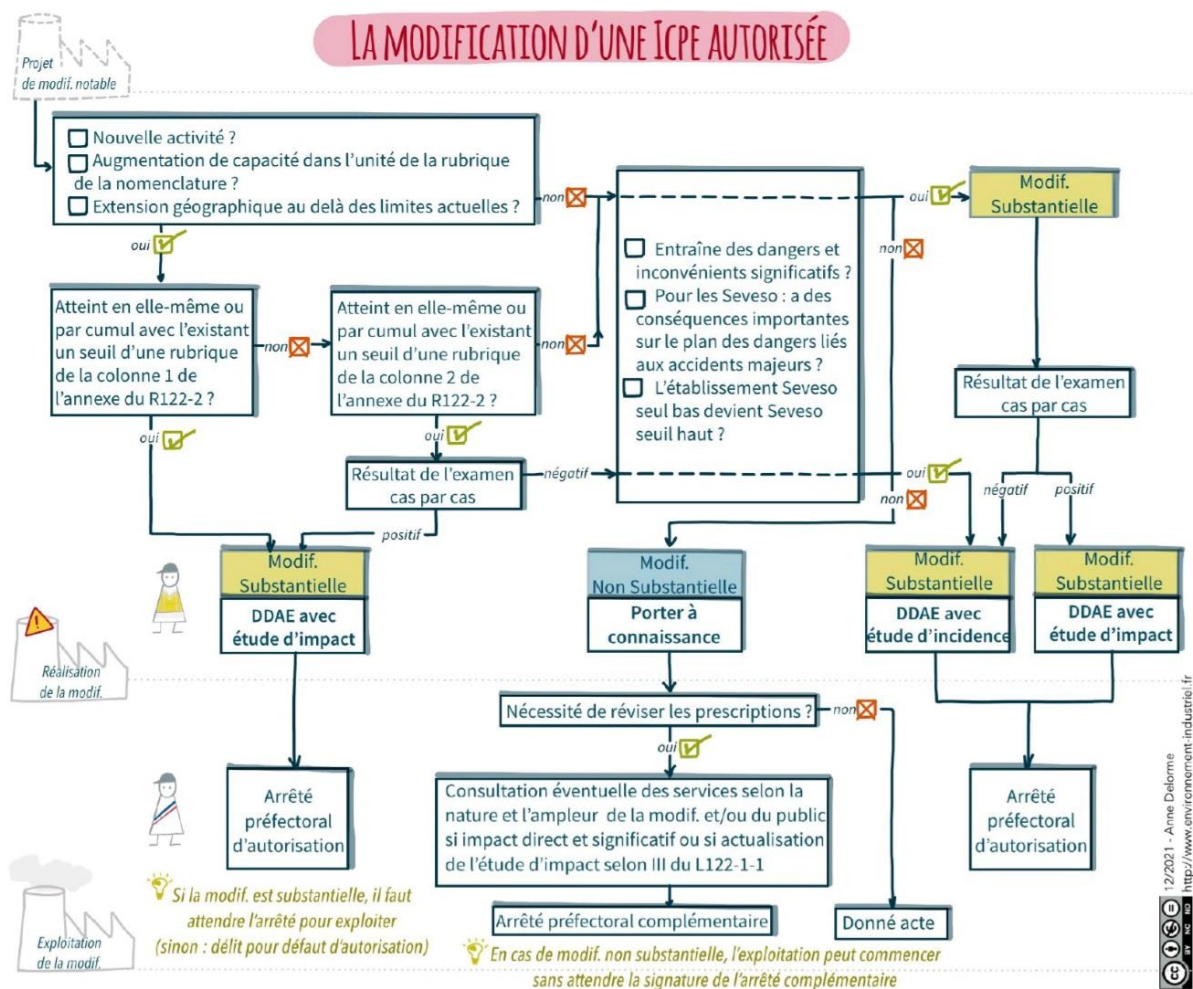 LA MODIFICATION D'UNE ICPE AUTORISÉE
Projet
de modif. notable
Nouvelle activité ?
Augmentation de capacité dans l'unité de la rubrique
de la nomenclature ?
Extension géographique au delà des limites actuelles ?
non
oui
Atteint en elle-même ou
par cumul avec l'existant
un seuil d'une rubrique
de la colonne 1 de
l'annexe du R122-2 ?
non
oui
Atteint en elle-même ou
par cumul avec l'existant
un seuil d'une rubrique
de la colonne 2 de
l'annexe du R122-2 ?
non
oui
Résultat de l'examen
cas par cas
négatif
positif
Entraîne des dangers et
inconvénients significatifs ?
Pour les Seveso : a des
conséquences importantes
sur le plan des dangers liés
aux accidents majeurs ?
L'établissement Seveso
seul bas devient Seveso
seuil haut ?
oui
non
Modif.
Substantielle
Résultat de l'examen
cas par cas
négatif
positif
oui
non
Modif.
Substantielle
DDAE avec
étude d'impact
Modif.
Non Substantielle
Porter à
connaissance
Modif.
Substantielle
DDAE avec
étude d'incidence
Modif.
Substantielle
DDAE avec
étude d'impact
Réalisation
de la modif.
Nécessité de réviser les prescriptions ?
non
oui
Arrêté
préfectoral
d'autorisation
Consultation éventuelle des services selon la
nature et l'ampleur de la modif. et/ou du public
si impact direct et significatif ou si actualisation
de l'étude d'impact selon III du L122-1-1
Arrêté
préfectoral
d'autorisation
Arrêté préfectoral complémentaire
Donné acte
Exploitation
de la modif.
Si la modif. est substantielle, il faut
attendre l'arrêté pour exploiter
(sinon : délit pour défaut d'autorisation)
En cas de modif. non substantielle, l'exploitation peut commencer
sans attendre la signature de l'arrêté complémentaire
12/2021 - Anne Delorme
http://www.environnement-industriel.fr
cc
BY NC ND